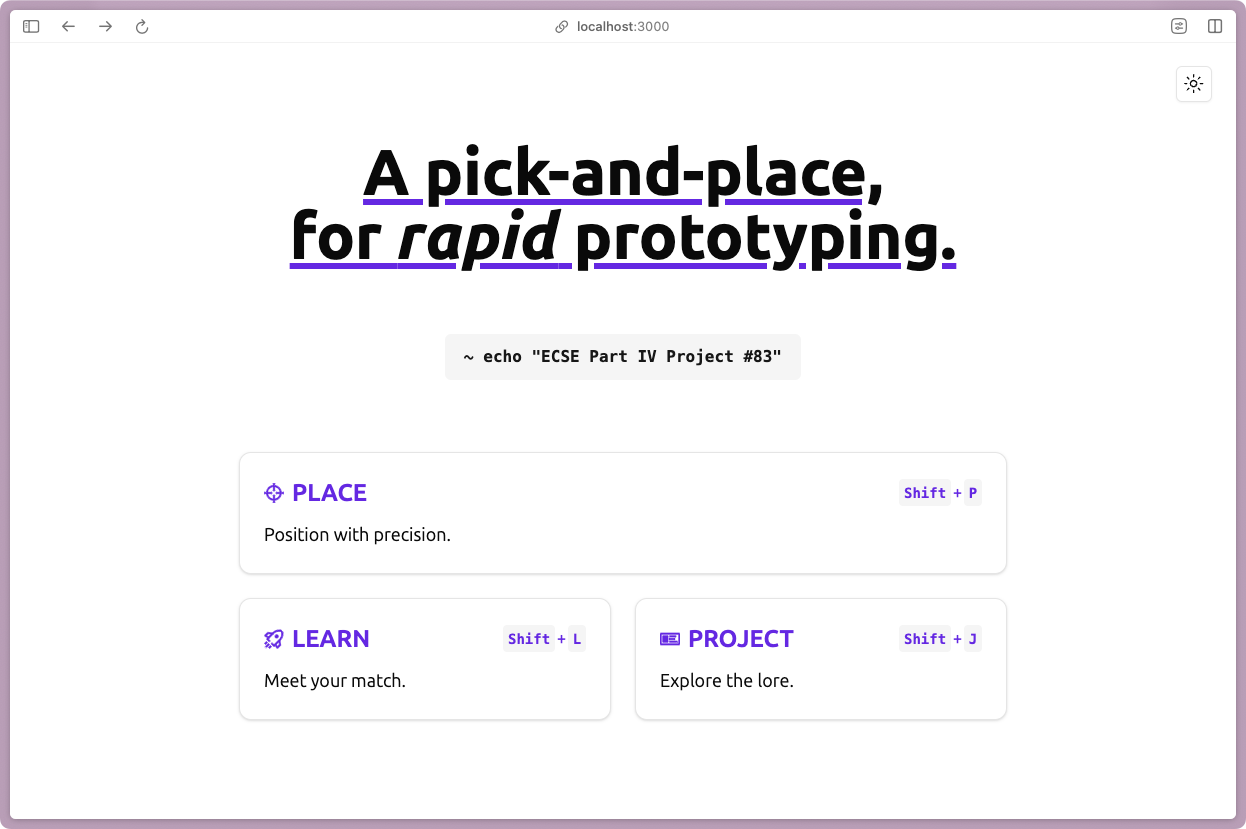 localhost:3000
A pick-and-place,
for rapid prototyping.
~ echo "ECSE Part IV Project #83"
PLACE
Shift + P
Position with precision.
LEARN
Shift + L
Meet your match.
PROJECT
Shift + J
Explore the lore.